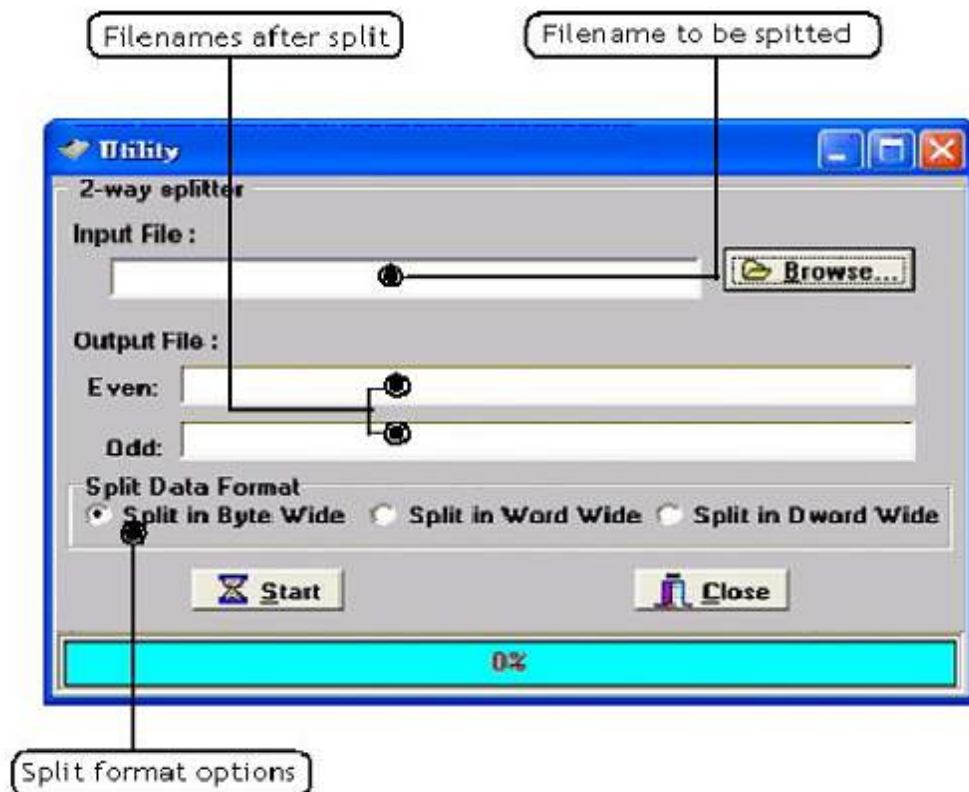 Filenames after split
Filename to be spitted
Utility
2-way splitter
Input File :
Browse...
Output File :
Even:
Odd:
Split Data Format
Split in Byte Wide Split in Word Wide Split in Dword Wide
Start Close
0%
Split format options